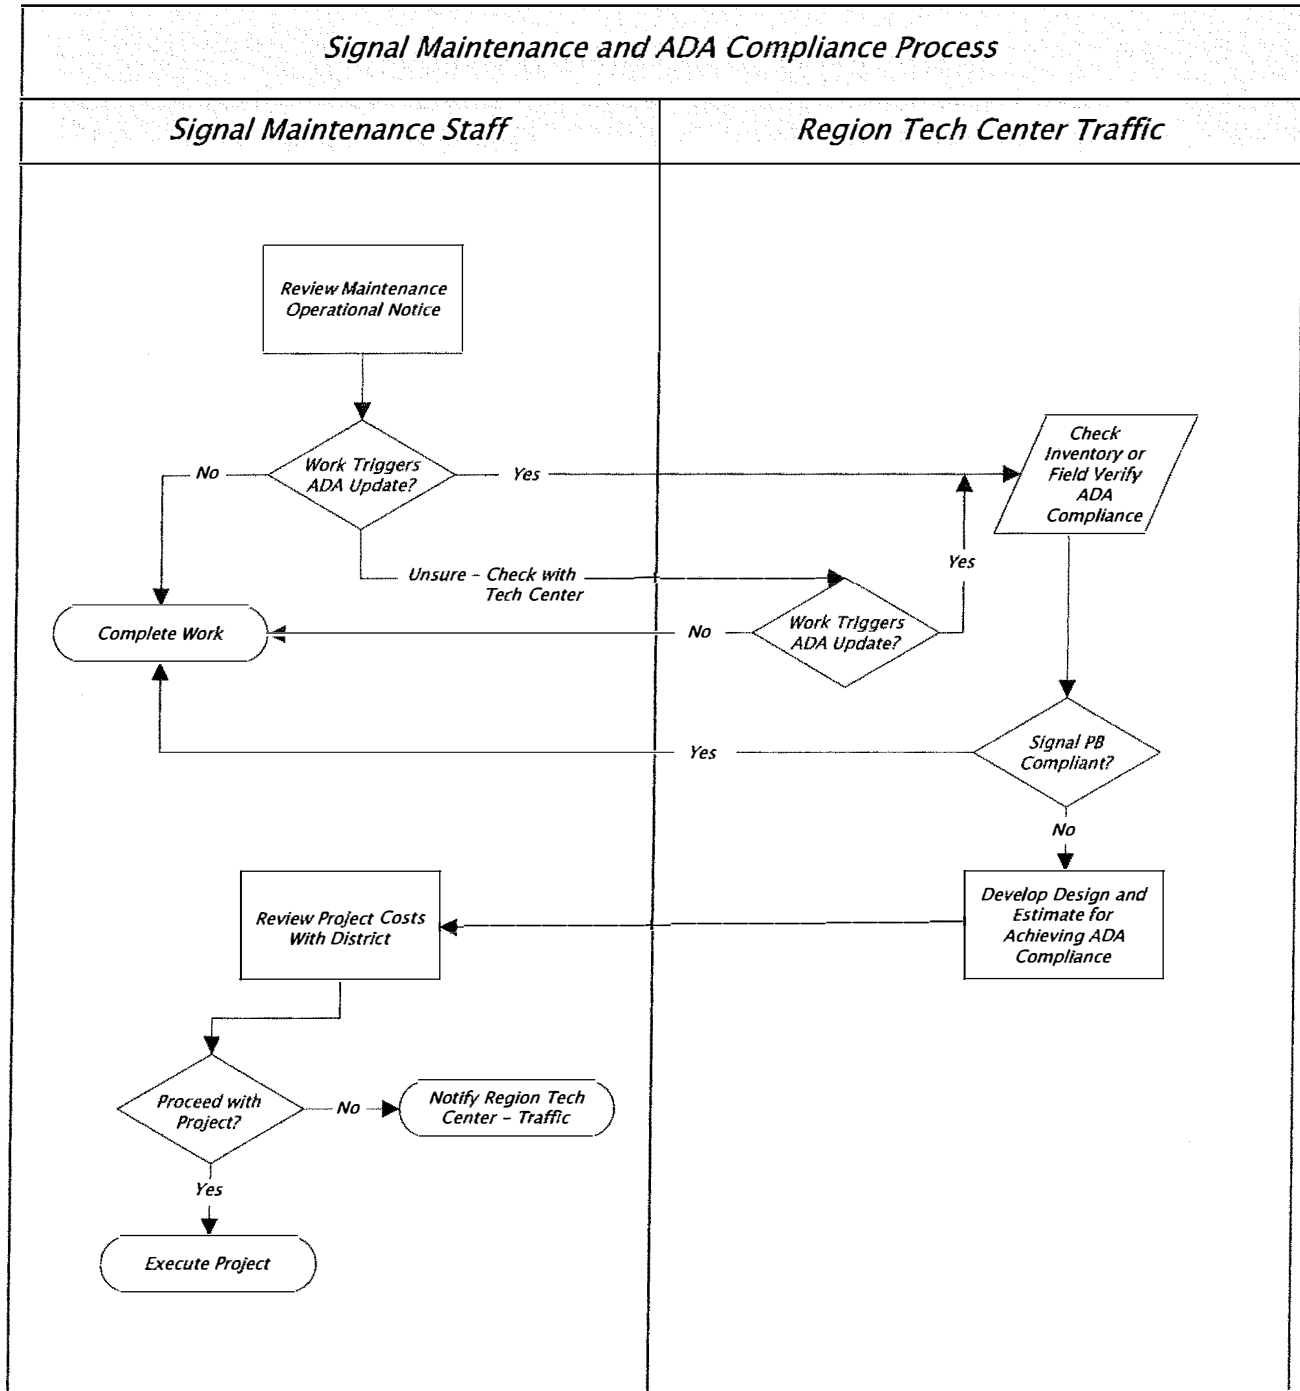 Signal Maintenance and ADA Compliance Process
Signal Maintenance Staff
Region Tech Center Traffic
Review Maintenance
Operational Notice
Work Triggers
ADA Update?
No
Yes
Check
Inventory or
Field Verify
ADA
Compliance
Unsure - Check with
Tech Center
Yes
Complete Work
No
Work Triggers
ADA Update?
Yes
Signal PB
Compliant?
No
Review Project Costs
With District
Develop Design and
Estimate for
Achieving ADA
Compliance
Proceed with
Project?
No
Notify Region Tech
Center - Traffic
Yes
Execute Project